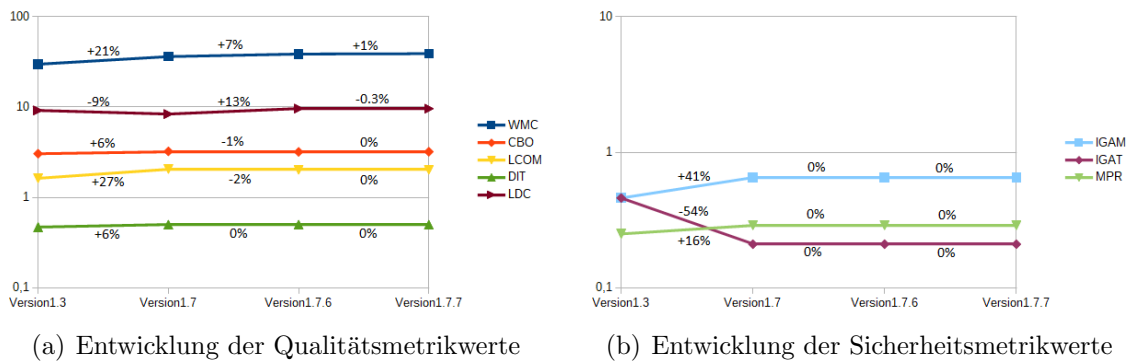 100
+21%
+7%
+1%
10
-9%
+13%
-0.3%
+6%
-1%
0%
+27%
-2%
0%
1
+6%
0%
0%
0,1
Version1.3
Version1.7
Version1.7.6
Version1.7.7
WMC
CBO
LCOM
DIT
LDC
(a) Entwicklung der Qualitätsmetrikwerte
10
1
+41%
0%
0%
-54%
0%
0%
+16%
0%
0%
0,1
Version1.3
Version1.7
Version1.7.6
Version1.7.7
IGAM
IGAT
MPR
(b) Entwicklung der Sicherheitsmetrikwerte